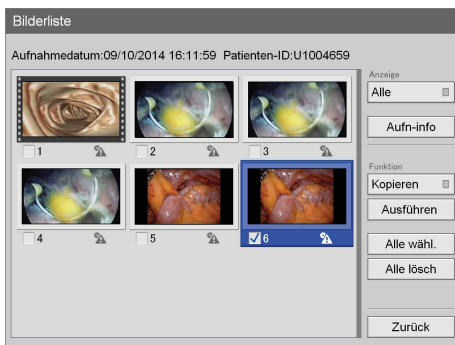 Bilderliste
Aufnahmedatum:09/10/2014 16:11:59 Patienten-ID:U1004659
Anzeige
Alle
Aufn-info
1
2
3
Funktion
Kopieren
Ausführen
4
5
6
Alle wähl.
Alle lösch
Zurück